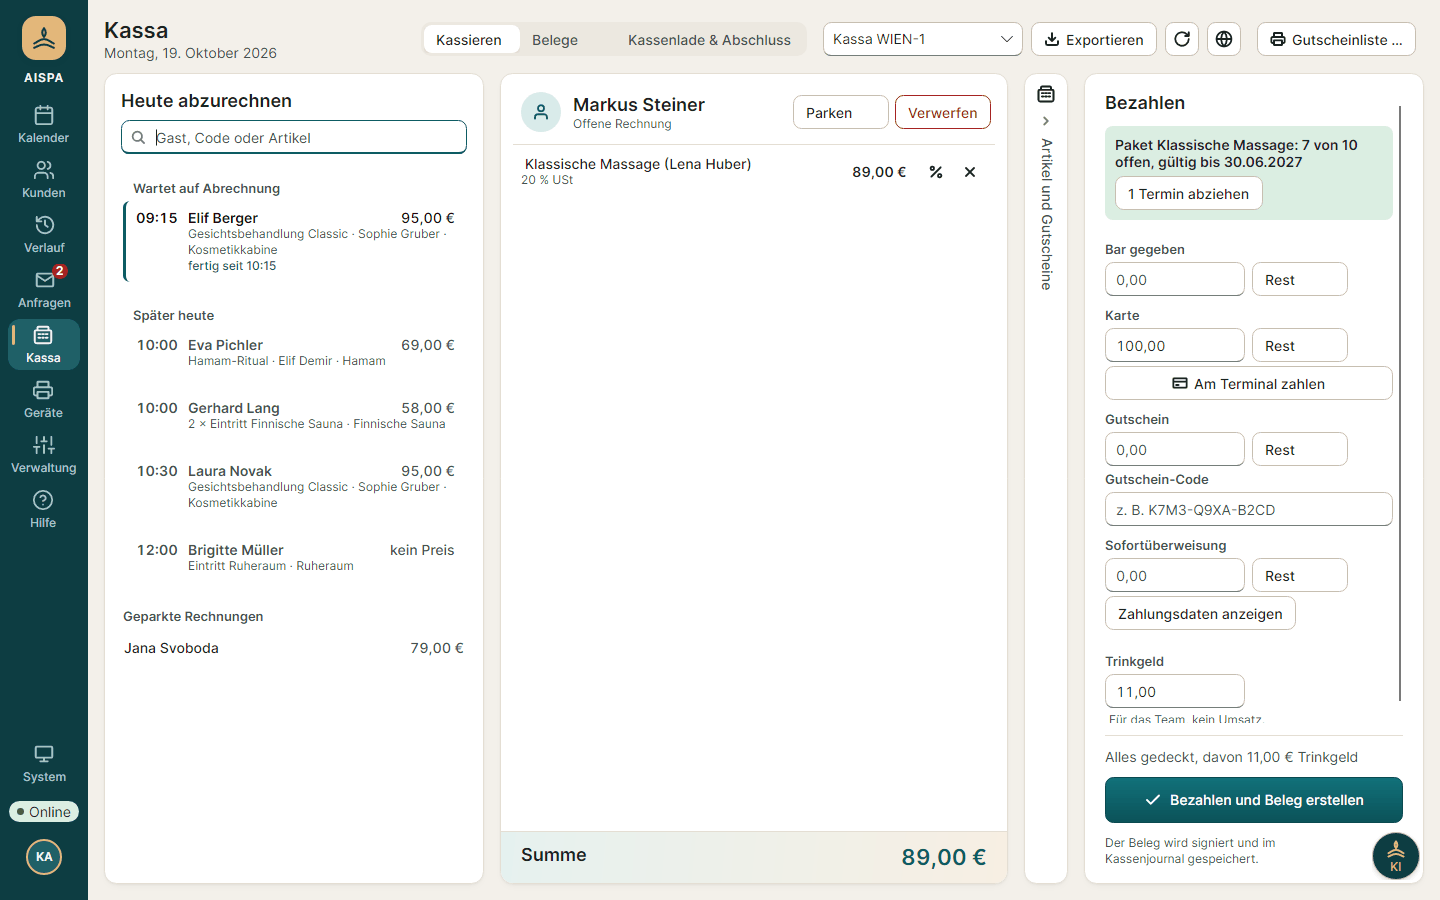 AISPA
Kalender
Kunden
Verlauf
2
Anfragen
Kassa
Geräte
Verwaltung
Hilfe
System
Online
KA
Kassa
Montag, 19. Oktober 2026
Kassieren
Belege
Kassenlade & Abschluss
Kassa WIEN-1
Exportieren
Gutscheinliste ...
Heute abzurechnen
Gast, Code oder Artikel
Wartet auf Abrechnung
09:15 Elif Berger 95,00 €
Gesichtsbehandlung Classic · Sophie Gruber ·
Kosmetikkabine
fertig seit 10:15
Später heute
10:00 Eva Pichler 69,00 €
Hamam-Ritual · Elif Demir · Hamam
10:00 Gerhard Lang 58,00 €
2 × Eintritt Finnische Sauna · Finnische Sauna
10:30 Laura Novak 95,00 €
Gesichtsbehandlung Classic · Sophie Gruber ·
Kosmetikkabine
12:00 Brigitte Müller kein Preis
Eintritt Ruheraum · Ruheraum
Geparkte Rechnungen
Jana Svoboda 79,00 €
Markus Steiner
Offene Rechnung
Parken
Verwerfen
Klassische Massage (Lena Huber)
20 % USt
89,00 €
Summe 89,00 €
Artikel und Gutscheine
Bezahlen
Paket Klassische Massage: 7 von 10
offen, gültig bis 30.06.2027
1 Termin abziehen
Bar gegeben
0,00 Rest
Karte
100,00 Rest
Am Terminal zahlen
Gutschein
0,00 Rest
Gutschein-Code
z. B. K7M3-Q9XA-B2CD
Sofortüberweisung
0,00 Rest
Zahlungsdaten anzeigen
Trinkgeld
11,00
Für das Team, kein Umsatz.
Alles gedeckt, davon 11,00 € Trinkgeld
Bezahlen und Beleg erstellen
Der Beleg wird signiert und im
Kassenjournal gespeichert.
KI